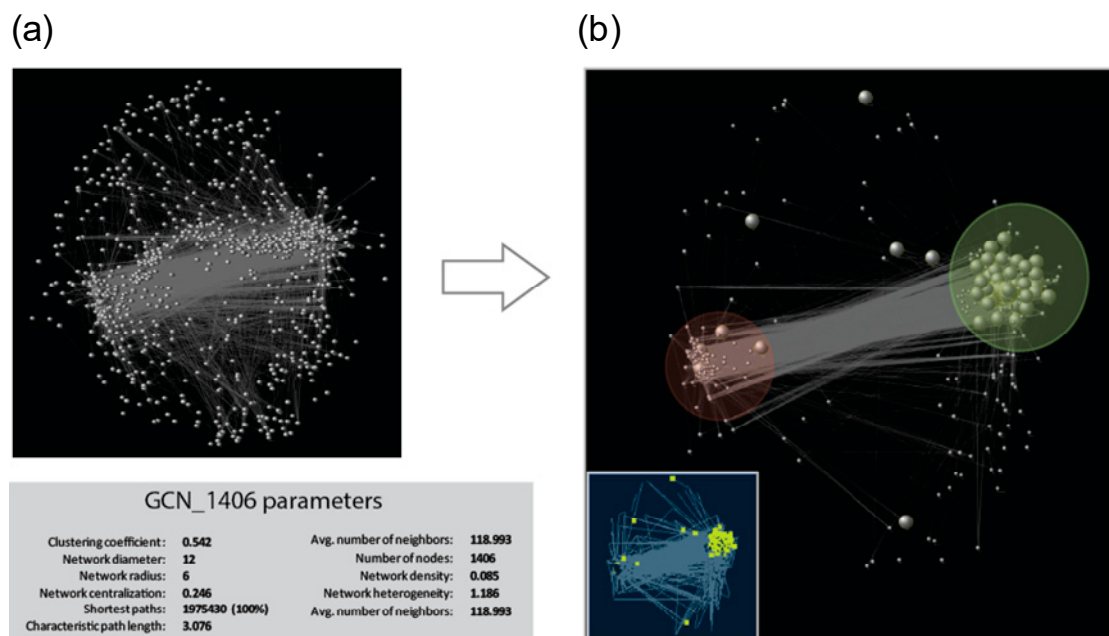 (a)
(b)
GCN_1406 parameters
Clustering coefficient: 0.542
Network diameter: 12
Network radius: 6
Network centralization: 0.246
Shortest paths: 1975430 (100%)
Characteristic path length: 3.076
Avg. number of neighbors: 118.993
Number of nodes: 1406
Network density: 0.085
Network heterogeneity: 1.186
Avg. number of neighbors: 118.993